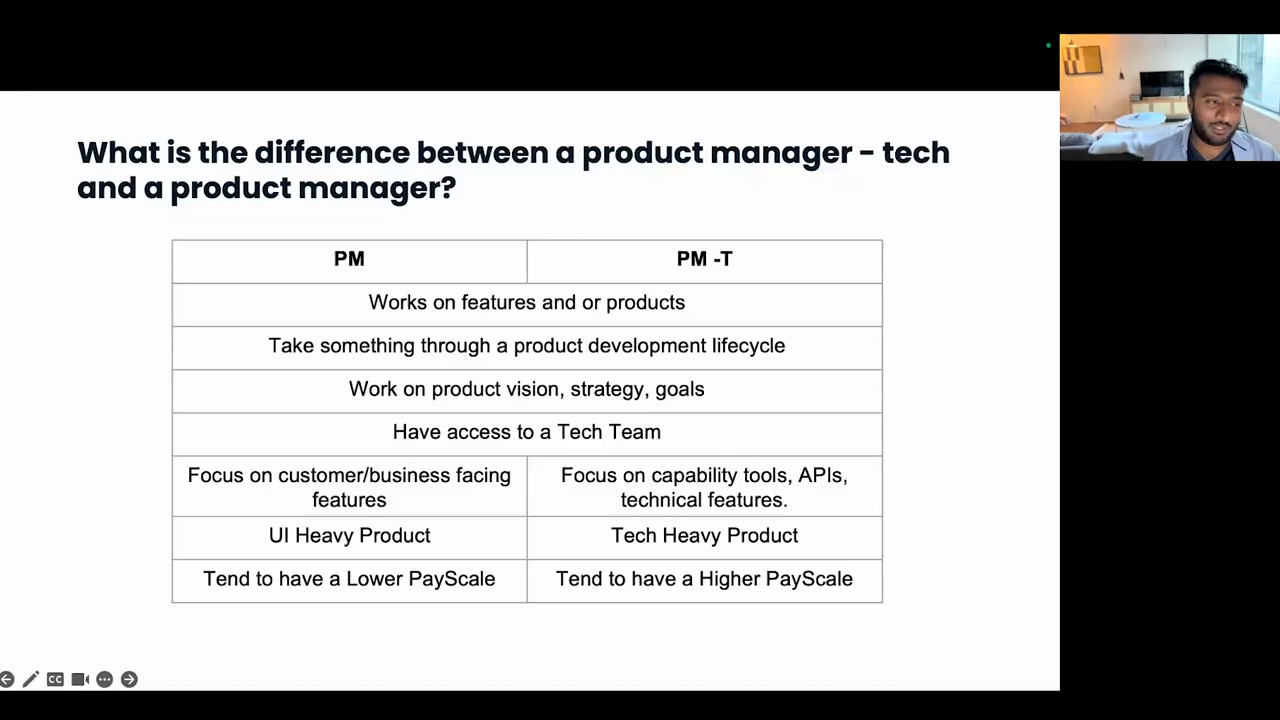 What is the difference between a product manager – tech
and a product manager?
PM
PM -T
Works on features and or products
Take something through a product development lifecycle
Work on product vision, strategy, goals
Have access to a Tech Team
Focus on customer/business facing
features
Focus on capability tools, APIs,
technical features.
UI Heavy Product
Tech Heavy Product
Tend to have a Lower PayScale
Tend to have a Higher PayScale
CC